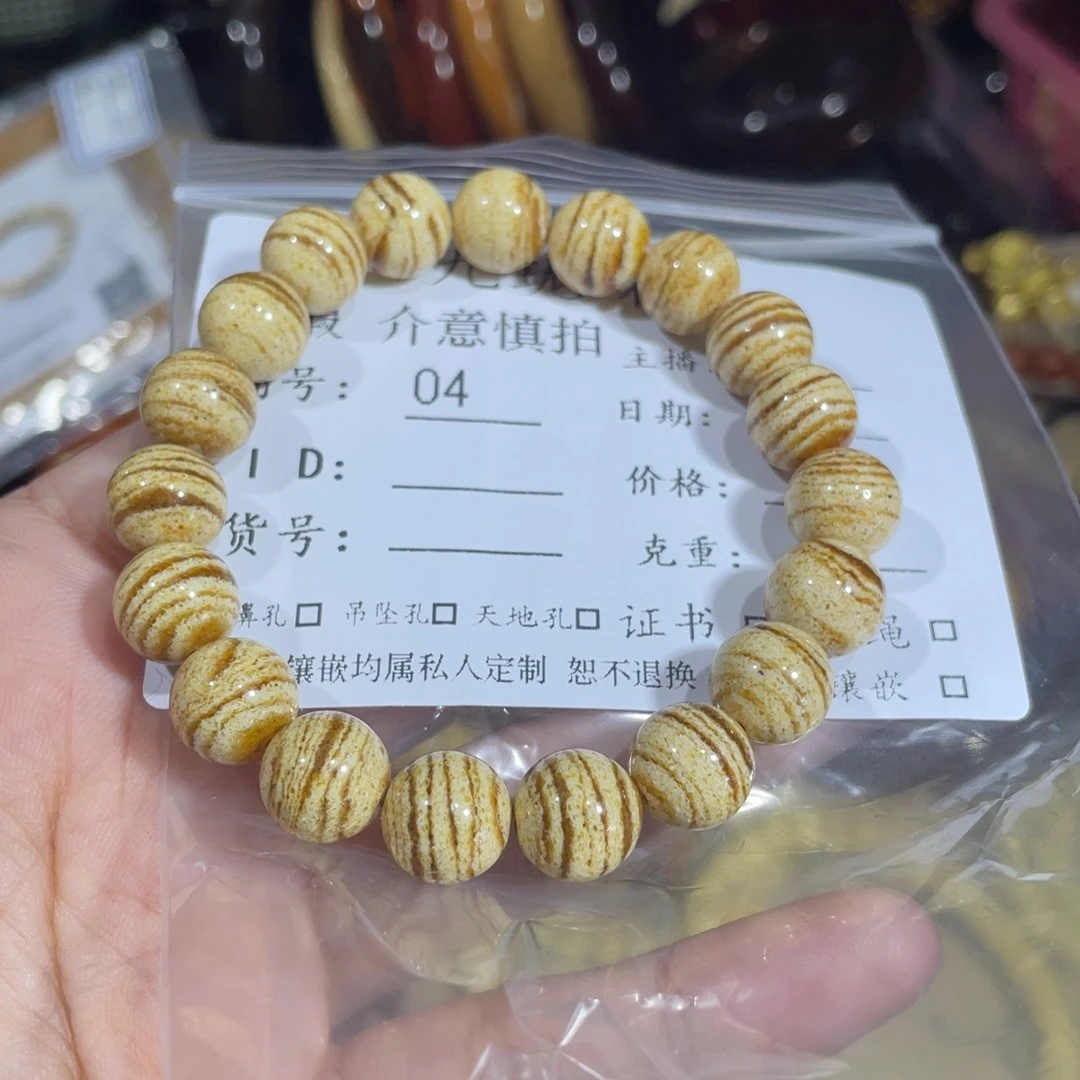 介意慎拍
主播
号: 04
日期:
I D:
价格:
货号:
克重:
鼻孔□ 吊坠孔□ 天地孔□ 证书 绳 □
镶嵌均属私人定制 恕不退换 镶嵌 □